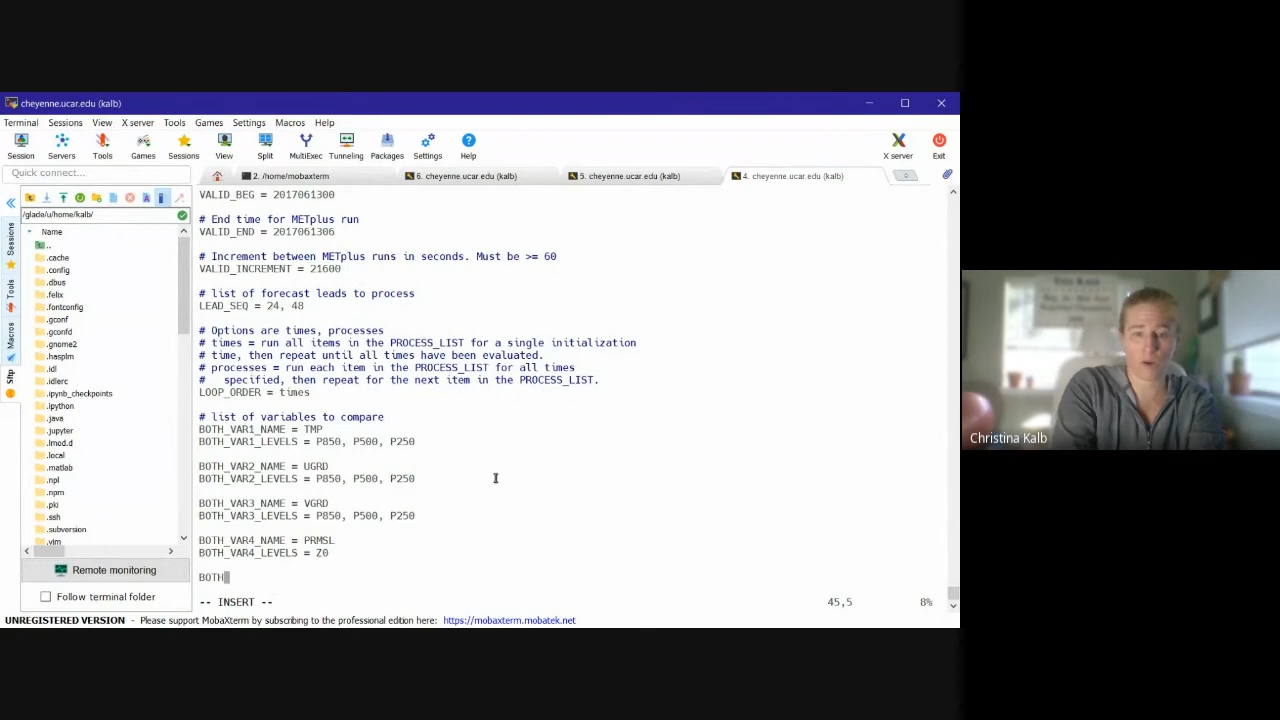 cheyenne.ucar.edu (kalb)
Terminal Sessions View X server Tools Games Settings Macros Help
Session Servers Tools Games Sessions View Split MultiExec Tunneling Packages Settings Help X server Exit
Quick connect...
2. /home/mobaxterm 6. cheyenne.ucar.edu (kalb) 5. cheyenne.ucar.edu (kalb) 4. cheyenne.ucar.edu (kalb)
/glade/u/home/kalb/
Name
..
.cache
.config
.dbus
.felix
.fontconfig
.gconf
.gconfd
.gnome2
.hasplm
.idl
.idlerc
.ipynb_checkpoints
.ipython
.java
.jupyter
.lmod.d
.local
.matlab
.npl
.npm
.pki
.ssh
.subversion
.vim
Sessions
Tools
Macros
Sftp
Remote monitoring
Follow terminal folder
VALID_BEG = 2017061300
# End time for METplus run
VALID_END = 2017061306
# Increment between METplus runs in seconds. Must be >= 60
VALID_INCREMENT = 21600
# list of forecast leads to process
LEAD_SEQ = 24, 48
# Options are times, processes
# times = run all items in the PROCESS_LIST for a single initialization
# time, then repeat until all times have been evaluated.
# processes = run each item in the PROCESS_LIST for all times
#   specified, then repeat for the next item in the PROCESS_LIST.
LOOP_ORDER = times
# list of variables to compare
BOTH_VAR1_NAME = TMP
BOTH_VAR1_LEVELS = P850, P500, P250
BOTH_VAR2_NAME = UGRD
BOTH_VAR2_LEVELS = P850, P500, P250
BOTH_VAR3_NAME = VGRD
BOTH_VAR3_LEVELS = P850, P500, P250
BOTH_VAR4_NAME = PRMSL
BOTH_VAR4_LEVELS = Z0
BOTH
-- INSERT -- 45,5 8%
UNREGISTERED VERSION - Please support MobaXterm by subscribing to the professional edition here: https://mobaxterm.mobatek.net
Christina Kalb